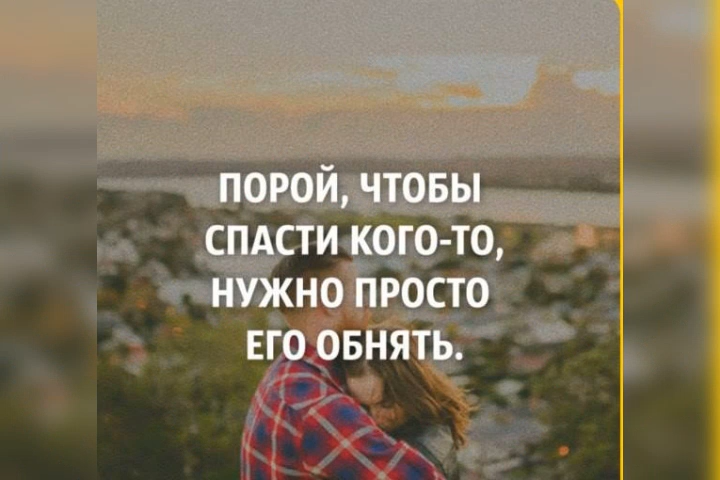 ПОРОЙ, ЧТОБЫ
СПАСТИ КОГО-ТО,
НУЖНО ПРОСТО
ЕГО ОБНЯТЬ.